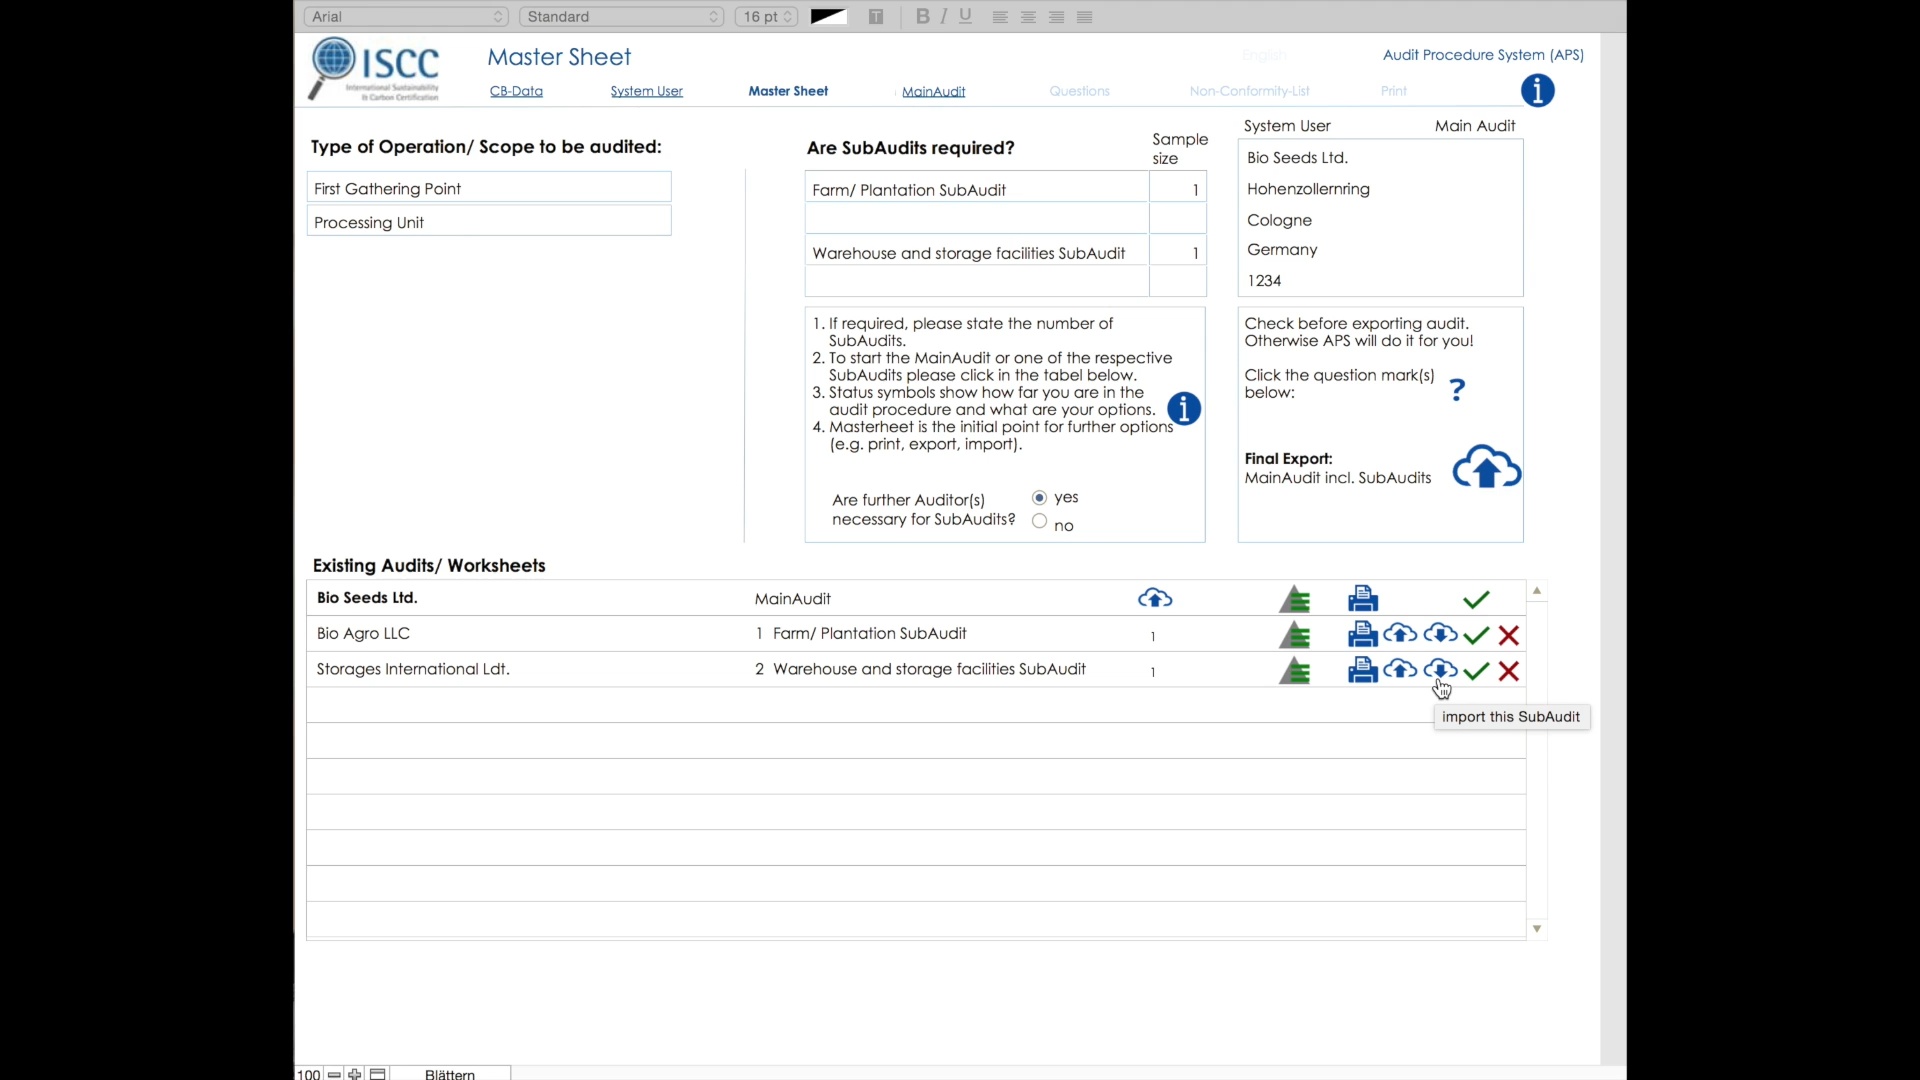 Arial
Standard
16 pt
T
B I U
ISCC
International Sustainability
& Carbon Certification
Master Sheet
English
Audit Procedure System (APS)
CB-Data
System User
Master Sheet
MainAudit
Questions
Non-Conformity-List
Print
i
Type of Operation/ Scope to be audited:
First Gathering Point
Processing Unit
Are SubAudits required?
Sample
size
Farm/ Plantation SubAudit 1
Warehouse and storage facilities SubAudit 1
System User
Main Audit
Bio Seeds Ltd.
Hohenzollernring
Cologne
Germany
1234
1. If required, please state the number of
SubAudits.
2. To start the MainAudit or one of the respective
SubAudits please click in the tabel below.
3. Status symbols show how far you are in the
audit procedure and what are your options.
4. Masterheet is the initial point for further options
(e.g. print, export, import).
i
Are further Auditor(s)
necessary for SubAudits?
yes
no
Check before exporting audit.
Otherwise APS will do it for you!
Click the question mark(s)
below:
?
Final Export:
MainAudit incl. SubAudits
Existing Audits/ Worksheets
Bio Seeds Ltd. MainAudit
Bio Agro LLC 1 Farm/ Plantation SubAudit 1
Storages International Ldt. 2 Warehouse and storage facilities SubAudit 1
import this SubAudit
100
Blättern